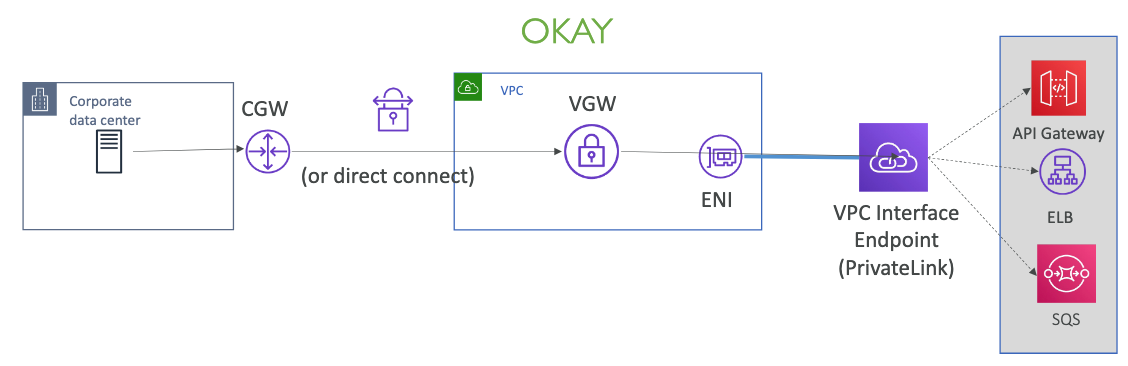 OKAY
Corporate
data center
CGW
(or direct connect)
VPC
VGW
ENI
VPC Interface
Endpoint
(PrivateLink)
API Gateway
ELB
SQS